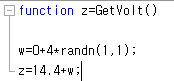 function z=GetVolt()
w=0+4*randn(1,1);
z=14.4+w;